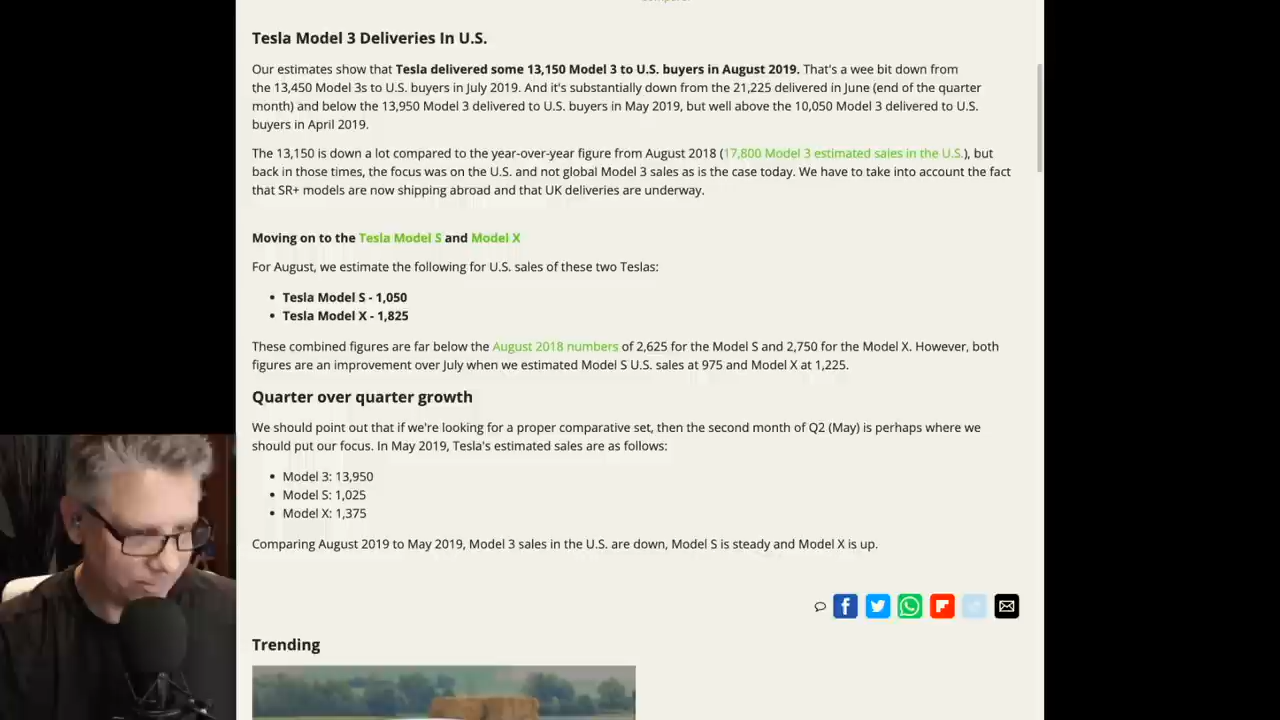 Tesla Model 3 Deliveries In U.S.
Our estimates show that Tesla delivered some 13,150 Model 3 to U.S. buyers in August 2019. That's a wee bit down from
the 13,450 Model 3s to U.S. buyers in July 2019. And it's substantially down from the 21,225 delivered in June (end of the quarter
month) and below the 13,950 Model 3 delivered to U.S. buyers in May 2019, but well above the 10,050 Model 3 delivered to U.S.
buyers in April 2019.
The 13,150 is down a lot compared to the year-over-year figure from August 2018 (17,800 Model 3 estimated sales in the U.S.), but
back in those times, the focus was on the U.S. and not global Model 3 sales as is the case today. We have to take into account the fact
that SR+ models are now shipping abroad and that UK deliveries are underway.
Moving on to the Tesla Model S and Model X
For August, we estimate the following for U.S. sales of these two Teslas:
• Tesla Model S - 1,050
• Tesla Model X - 1,825
These combined figures are far below the August 2018 numbers of 2,625 for the Model S and 2,750 for the Model X. However, both
figures are an improvement over July when we estimated Model S U.S. sales at 975 and Model X at 1,225.
Quarter over quarter growth
We should point out that if we're looking for a proper comparative set, then the second month of Q2 (May) is perhaps where we
should put our focus. In May 2019, Tesla's estimated sales are as follows:
• Model 3: 13,950
• Model S: 1,025
• Model X: 1,375
Comparing August 2019 to May 2019, Model 3 sales in the U.S. are down, Model S is steady and Model X is up.
Trending